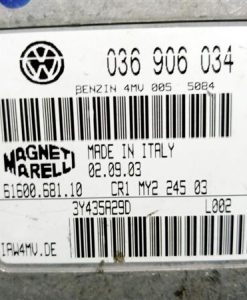 036 906 034
BENZIN 4MV 005 5084
MAGNETI MARELLI
MADE IN ITALY
02.09.03
61600.681.10 CR1 MY2 245 03
3Y435A29D L002
IAW4MV.DE